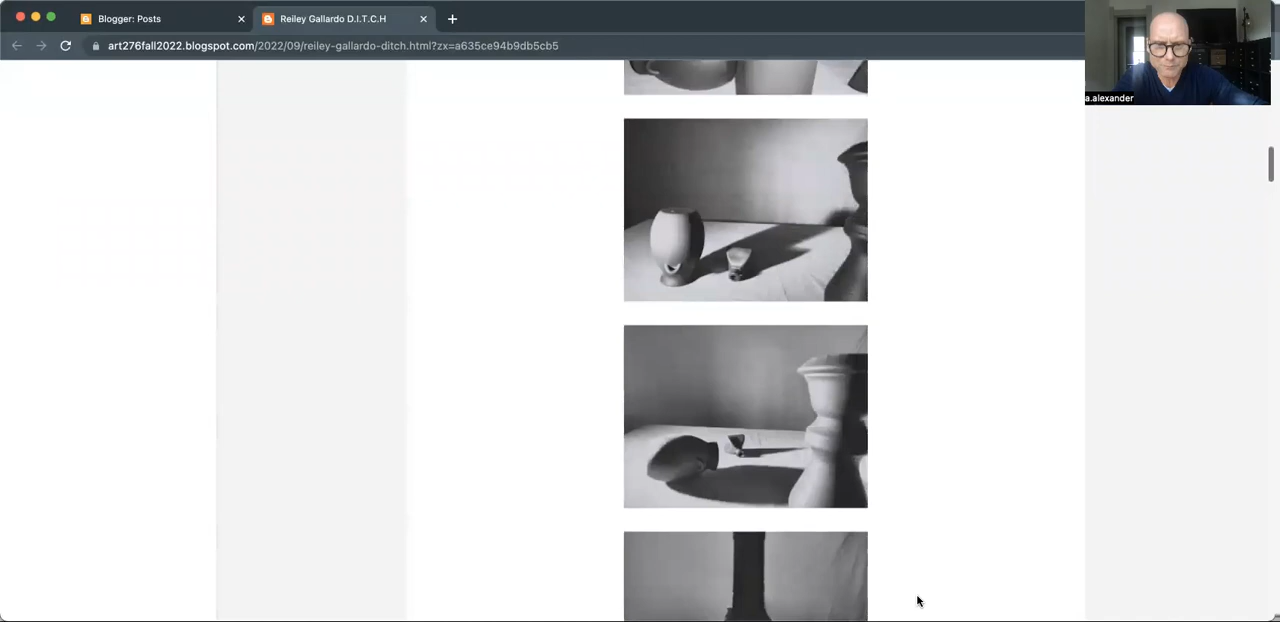 Blogger: Posts
Reiley Gallardo D.I.T.C.H
art276fall2022.blogspot.com/2022/09/reiley-gallardo-ditch.html?zx=a635ce94b9db5cb5
a.alexander